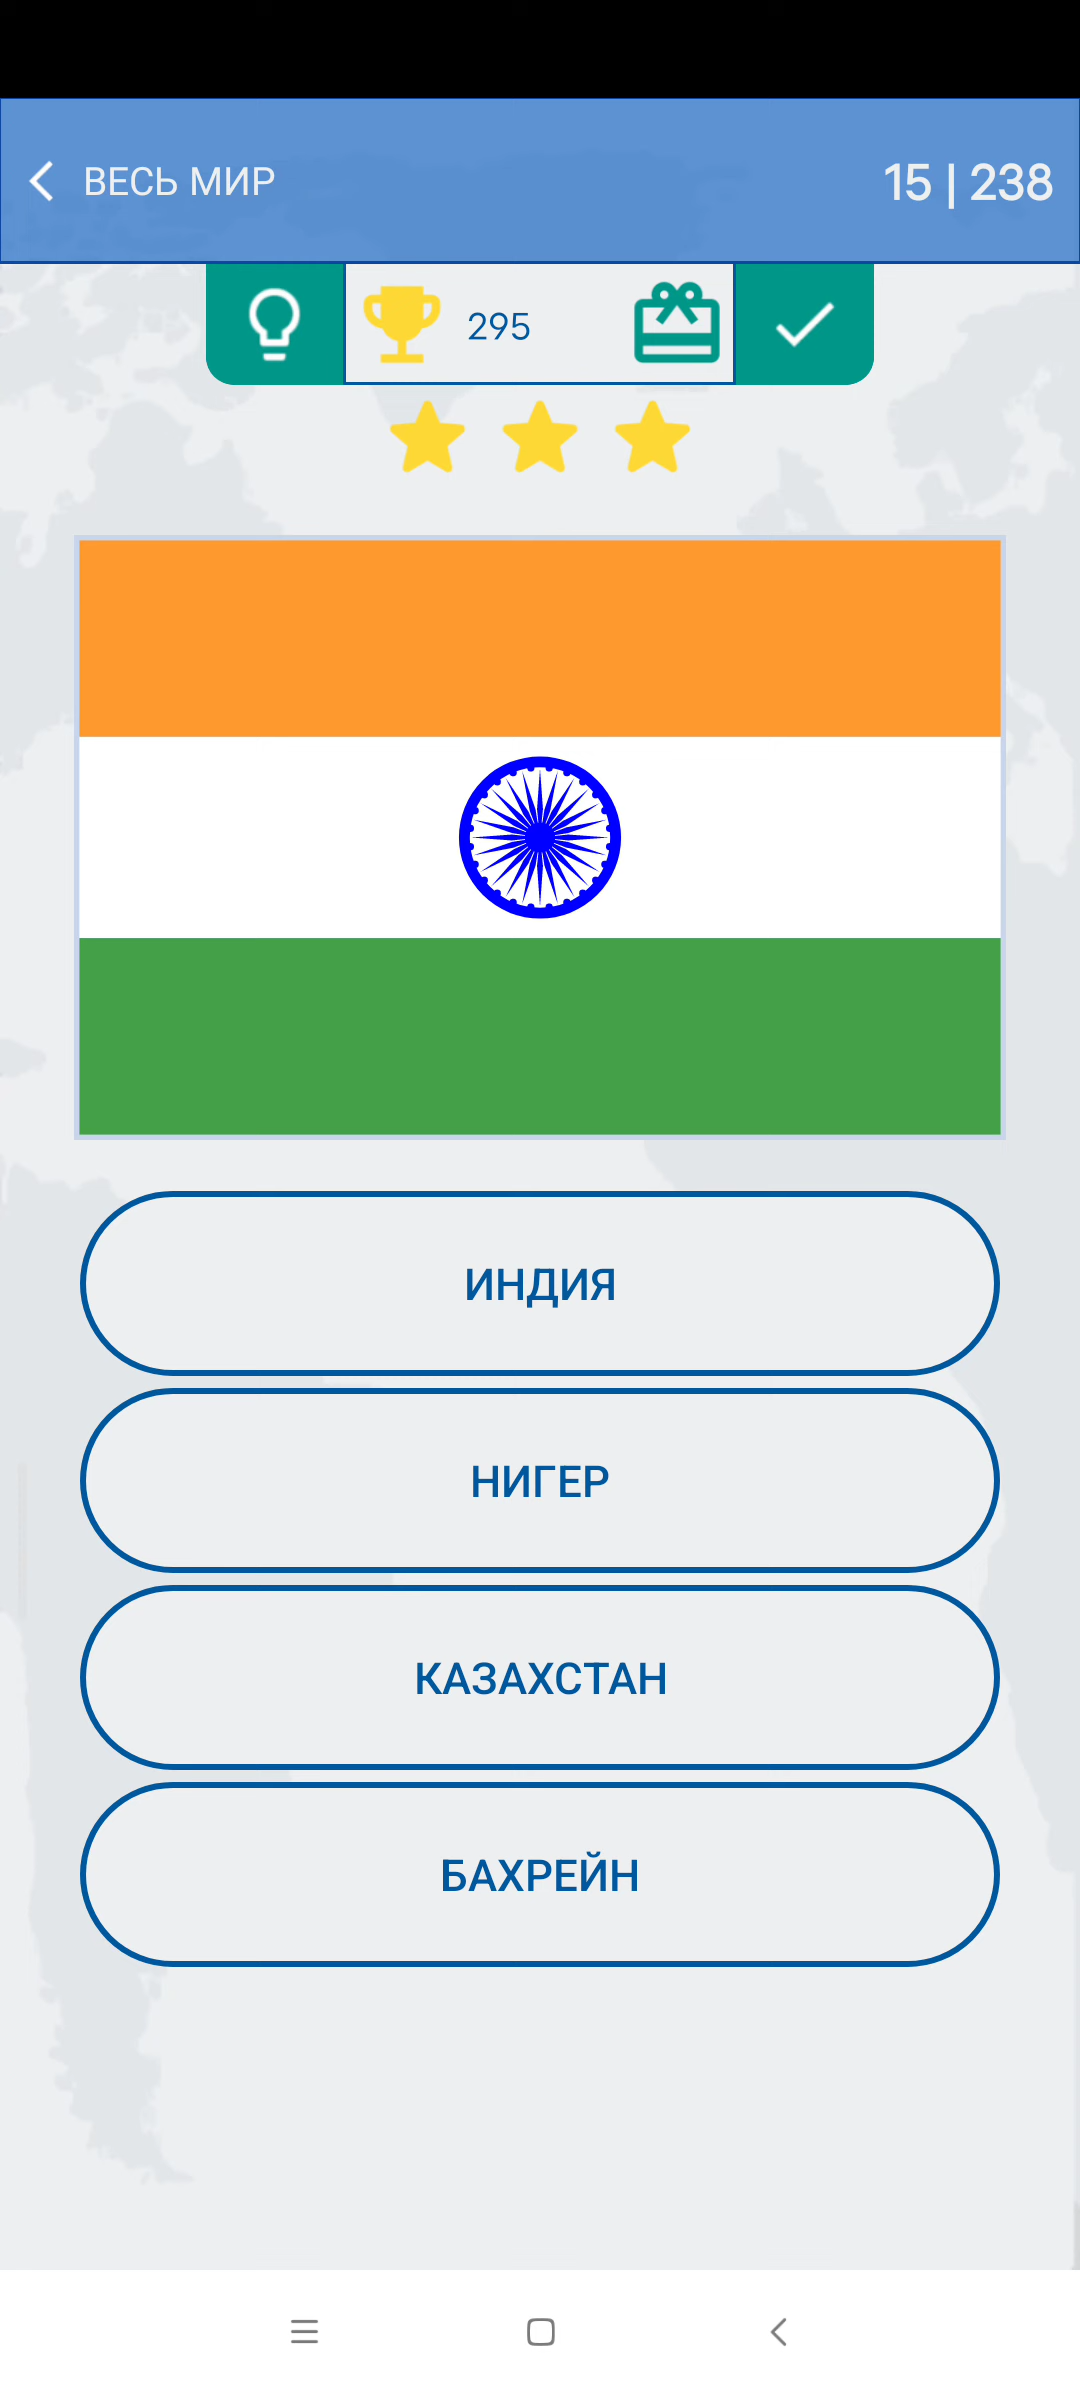 ВЕСЬ МИР
15 | 238
295
ИНДИЯ
НИГЕР
КАЗАХСТАН
БАХРЕЙН